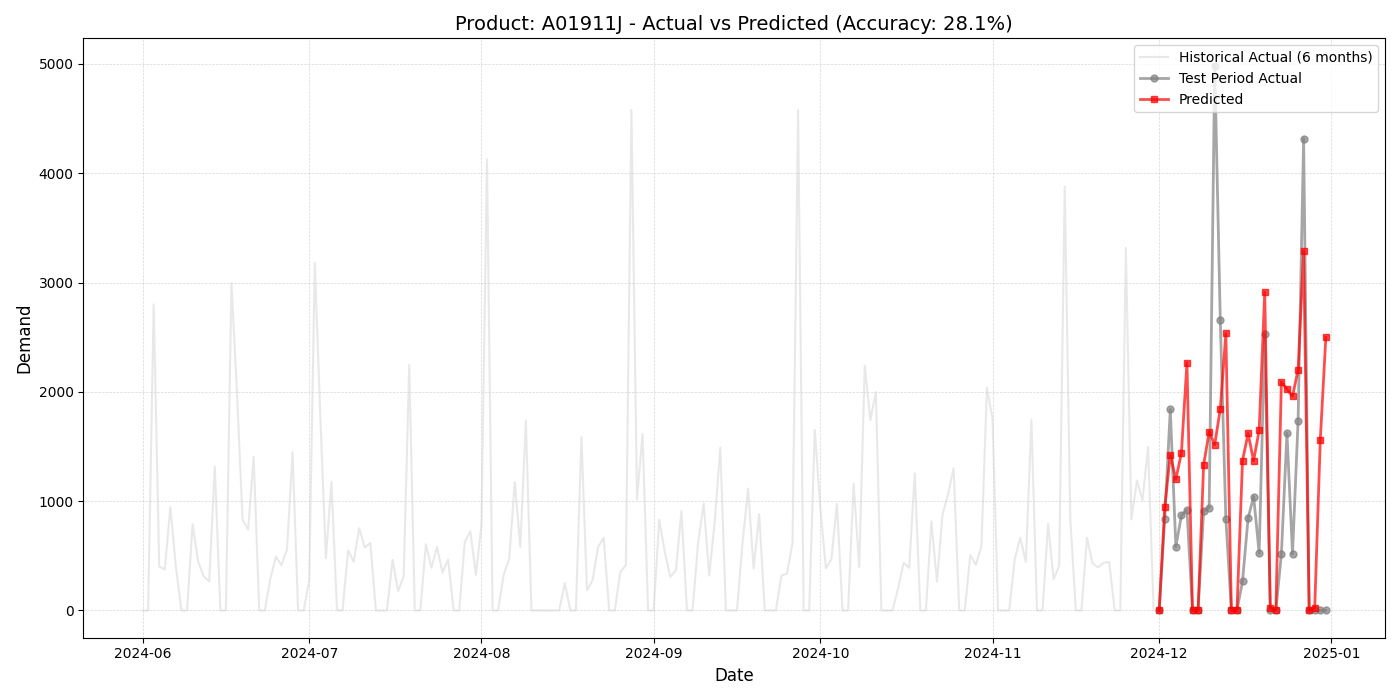 Product: A01911J - Actual vs Predicted (Accuracy: 28.1%)
Historical Actual (6 months)
Test Period Actual
Predicted
Demand
5000
4000
3000
2000
1000
0
2024-06
2024-07
2024-08
2024-09
2024-10
2024-11
2024-12
2025-01
Date